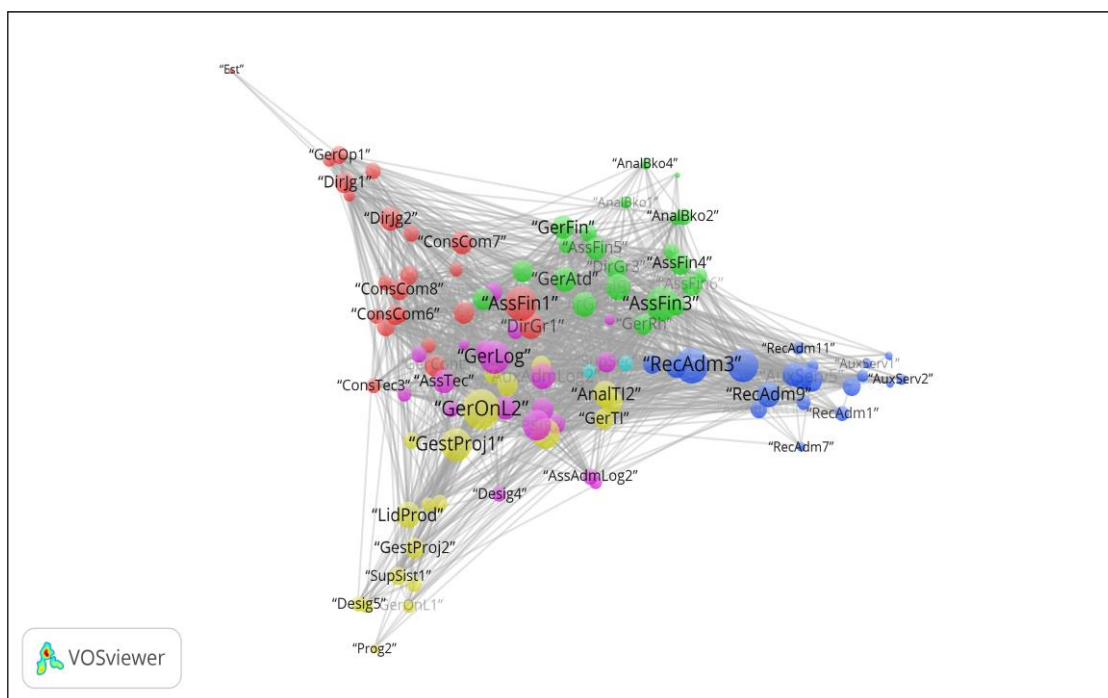 “Est”
“GerOp1”
“AnalBko4”
“DirJg1”
“AnalBko1”
“DirJg2”
“AnalBko2”
“GerFin”
“ConsCom7”
“AssFin5”
“AssFin4”
“DirGr3”
“GerAtd”
“AssFin6”
“ConsCom8”
“AssFin1”
“AssFin3”
“ConsCom6”
“GerRh”
“DirGr1”
“RecAdm11”
“GerLog”
“RecAdm3”
“AuxServ1”
“AssTec”
“AuxServ2”
“ConsTec3”
“AnalTI2”
“RecAdm9”
“GerOnL2”
“RecAdm1”
“GerTI”
“GestProj1”
“RecAdm7”
“AssAdmLog2”
“Desig4”
“LidProd”
“GestProj2”
“SupSist1”
“Desig5”
“GerOnL1”
“Prog2”
VOSviewer